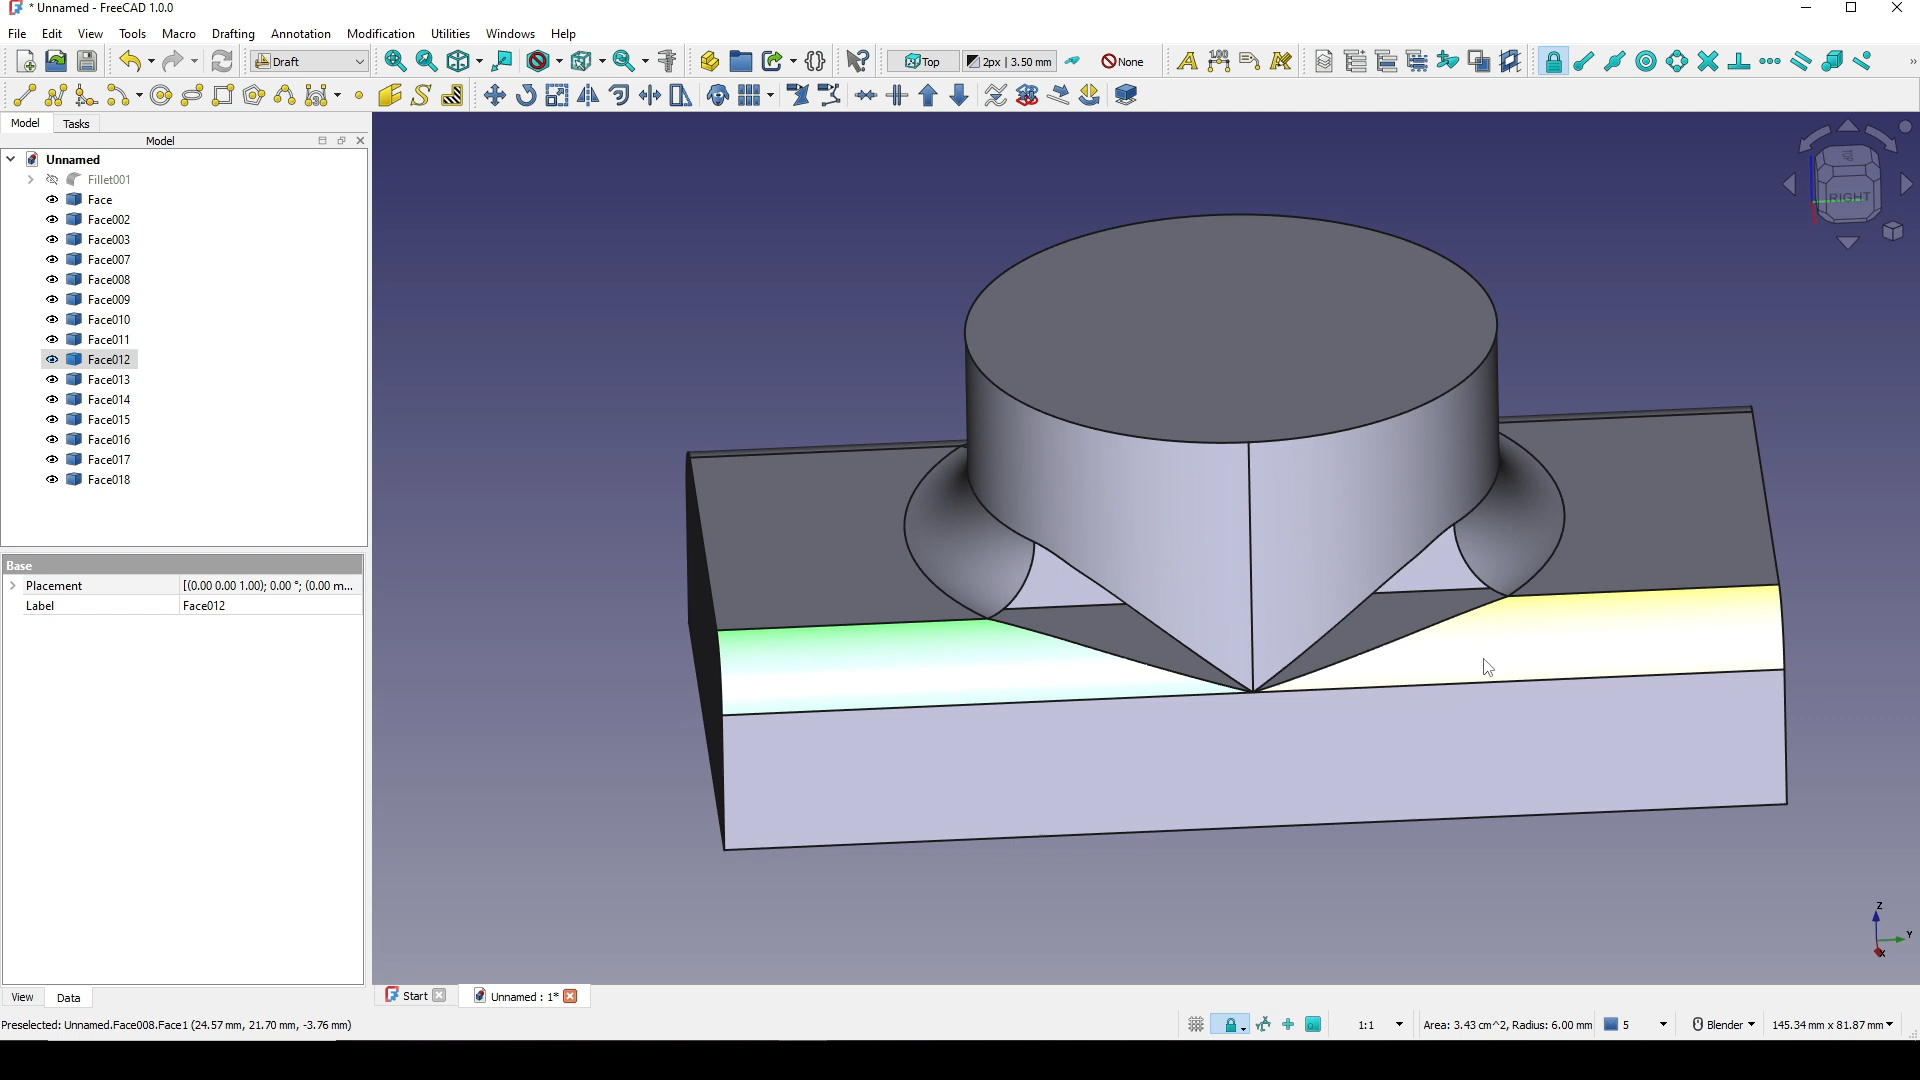 * Unnamed - FreeCAD 1.0.0
File Edit View Tools Macro Drafting Annotation Modification Utilities Windows Help
Draft Top 2px | 3.50 mm None
Model Tasks
Model
Unnamed
Fillet001
Face
Face002
Face003
Face007
Face008
Face009
Face010
Face011
Face012
Face013
Face014
Face015
Face016
Face017
Face018
TOP
RIGHT
Base
Placement [(0.00 0.00 1.00); 0.00 °; (0.00 m...
Label Face012
Z
Y
X
View Data
Start Unnamed : 1*
Preselected: Unnamed.Face008.Face1 (24.57 mm, 21.70 mm, -3.76 mm) 1:1 Area: 3.43 cm^2, Radius: 6.00 mm 5 Blender 145.34 mm x 81.87 mm